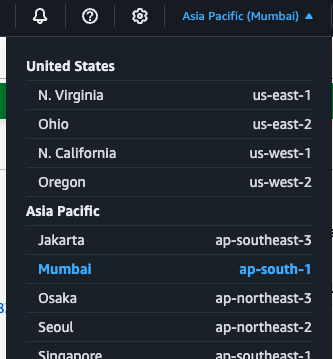 Asia Pacific (Mumbai) ▲
United States
N. Virginia us-east-1
Ohio us-east-2
N. California us-west-1
Oregon us-west-2
Asia Pacific
Jakarta ap-southeast-3
Mumbai ap-south-1
Osaka ap-northeast-3
Seoul ap-northeast-2
Singapore ap-southeast-1